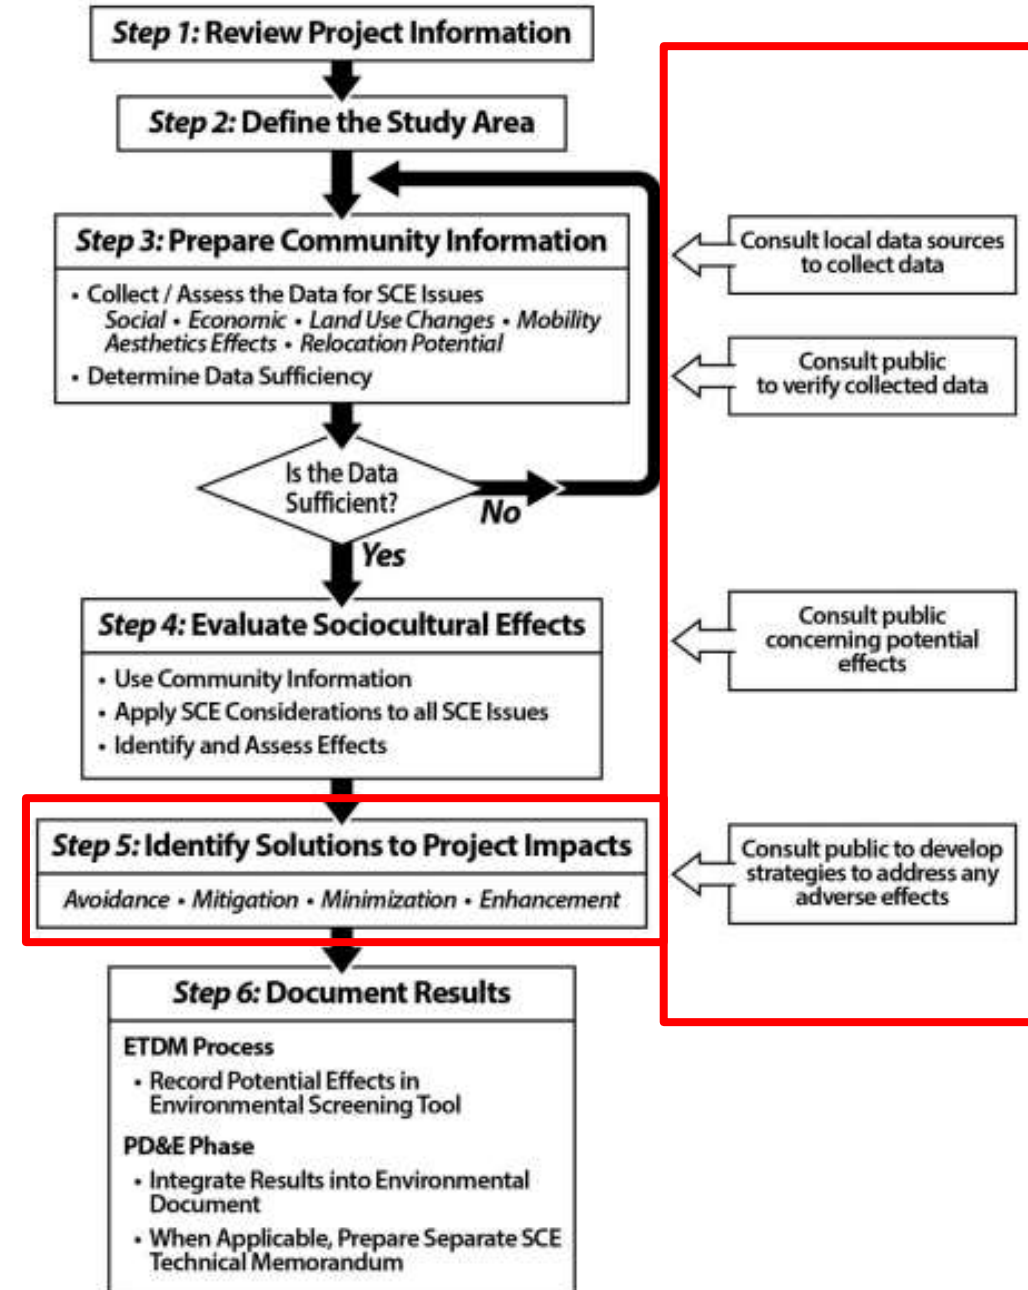 Step 1: Review Project Information
Step 2: Define the Study Area
Step 3: Prepare Community Information
• Collect / Assess the Data for SCE Issues
Social • Economic • Land Use Changes • Mobility
Aesthetics Effects • Relocation Potential
• Determine Data Sufficiency
Consult local data sources
to collect data
Consult public
to verify collected data
Is the Data
Sufficient?
No
Yes
Step 4: Evaluate Sociocultural Effects
• Use Community Information
• Apply SCE Considerations to all SCE Issues
• Identify and Assess Effects
Consult public
concerning potential
effects
Step 5: Identify Solutions to Project Impacts
Avoidance • Mitigation • Minimization • Enhancement
Consult public to develop
strategies to address any
adverse effects
Step 6: Document Results
ETDM Process
• Record Potential Effects in
Environmental Screening Tool
PD&E Phase
• Integrate Results into Environmental
Document
• When Applicable, Prepare Separate SCE
Technical Memorandum